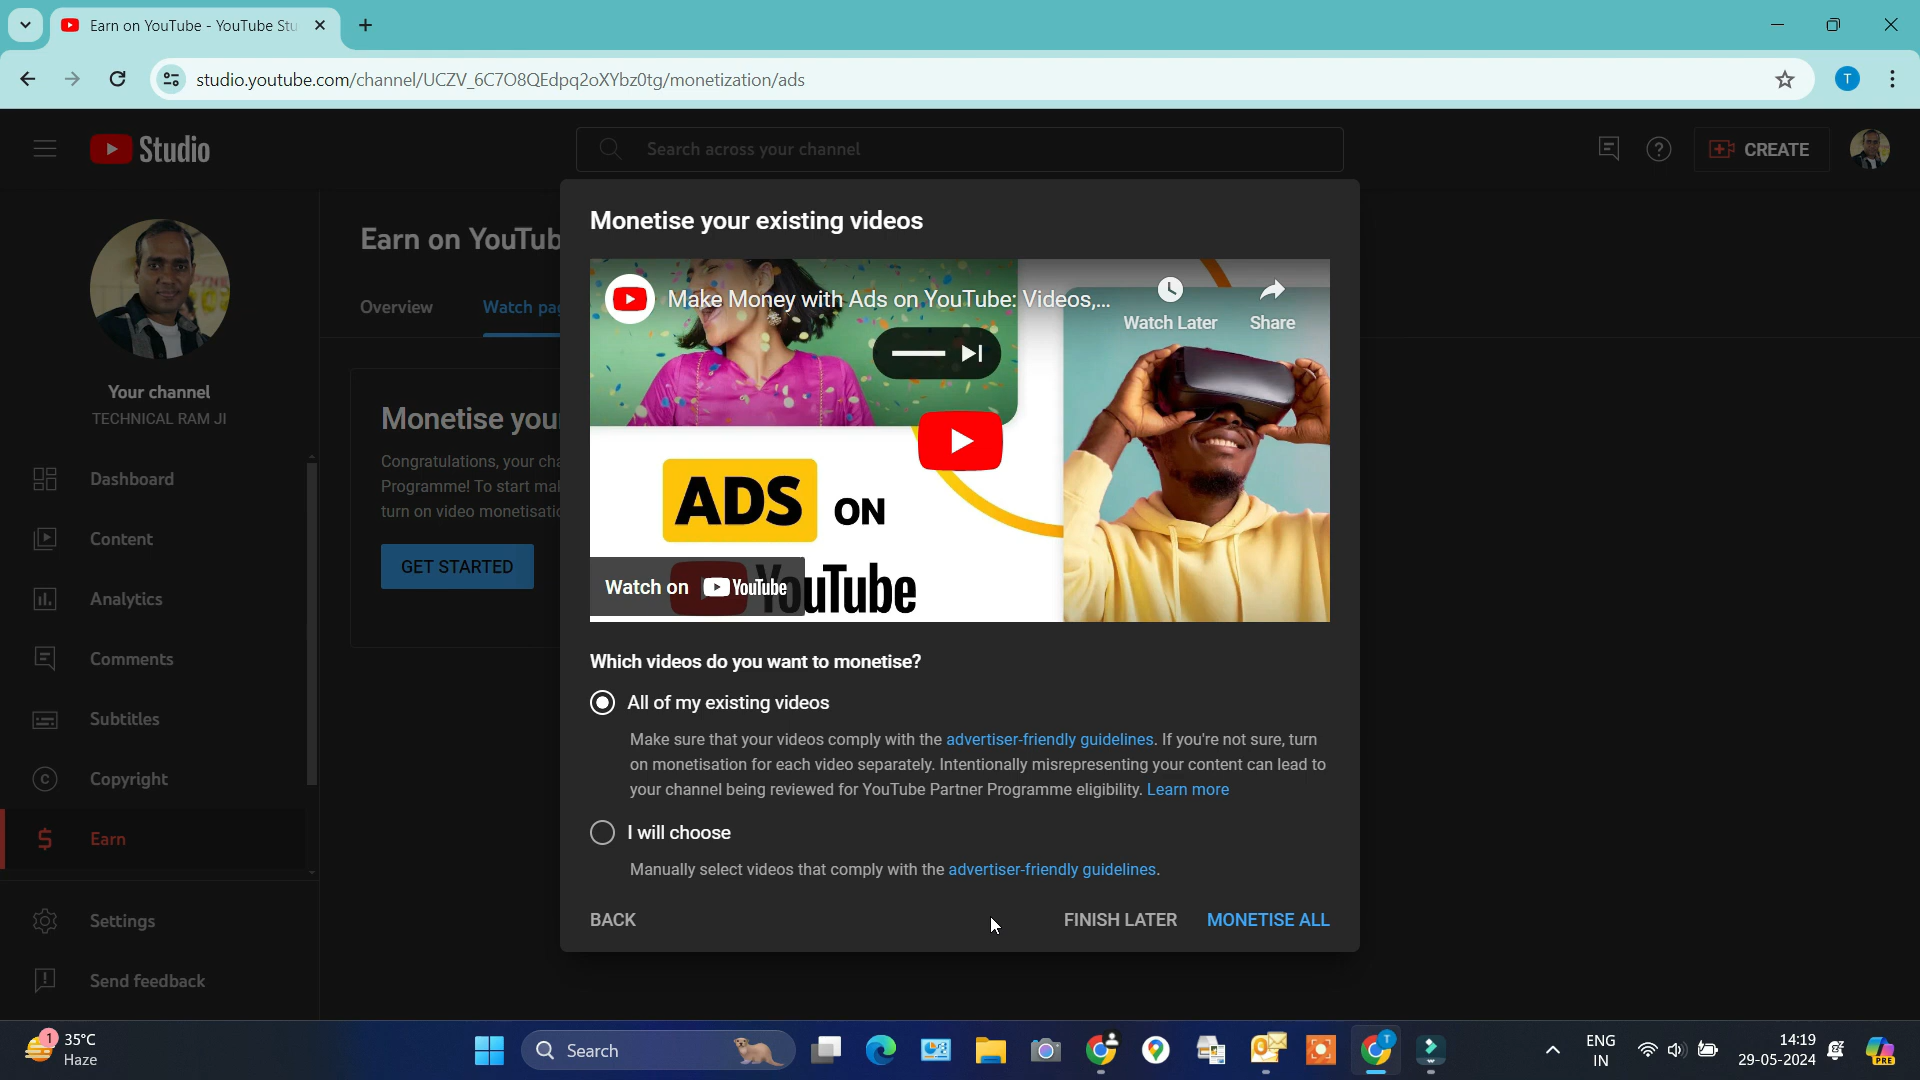 Earn on YouTube - YouTube Stu
studio.youtube.com/channel/UCZV_6C7O8QEdpq2oXYbz0tg/monetization/ads
T
Studio
Search across your channel
CREATE
Your channel
TECHNICAL RAM JI
Dashboard
Content
Analytics
Comments
Subtitles
Copyright
Earn
Settings
Send feedback
Earn on YouTub
Overview
Watch pag
Monetise your
Congratulations, your cha
Programme! To start mal
turn on video monetisatic
GET STARTED
Monetise your existing videos
Make Money with Ads on YouTube: Videos,...
Watch Later
Share
ADS ON
YouTube
Watch on YouTube
Which videos do you want to monetise?
All of my existing videos
Make sure that your videos comply with the advertiser-friendly guidelines. If you're not sure, turn
on monetisation for each video separately. Intentionally misrepresenting your content can lead to
your channel being reviewed for YouTube Partner Programme eligibility. Learn more
I will choose
Manually select videos that comply with the advertiser-friendly guidelines.
BACK
FINISH LATER
MONETISE ALL
1
35°C
Haze
Search
T
ENG
IN
14:19
29-05-2024
PRE